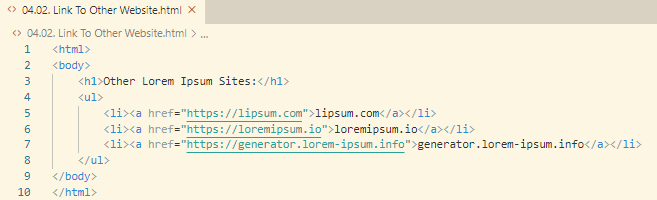 04.02. Link To Other Website.html
04.02. Link To Other Website.html > ...
1 <html>
2 <body>
3 <h1>Other Lorem Ipsum Sites:</h1>
4 <ul>
5 <li><a href="https://lipsum.com">lipsum.com</a></li>
6 <li><a href="https://loremipsum.io">loremipsum.io</a></li>
7 <li><a href="https://generator.lorem-ipsum.info">generator.lorem-ipsum.info</a></li>
8 </ul>
9 </body>
10 </html>